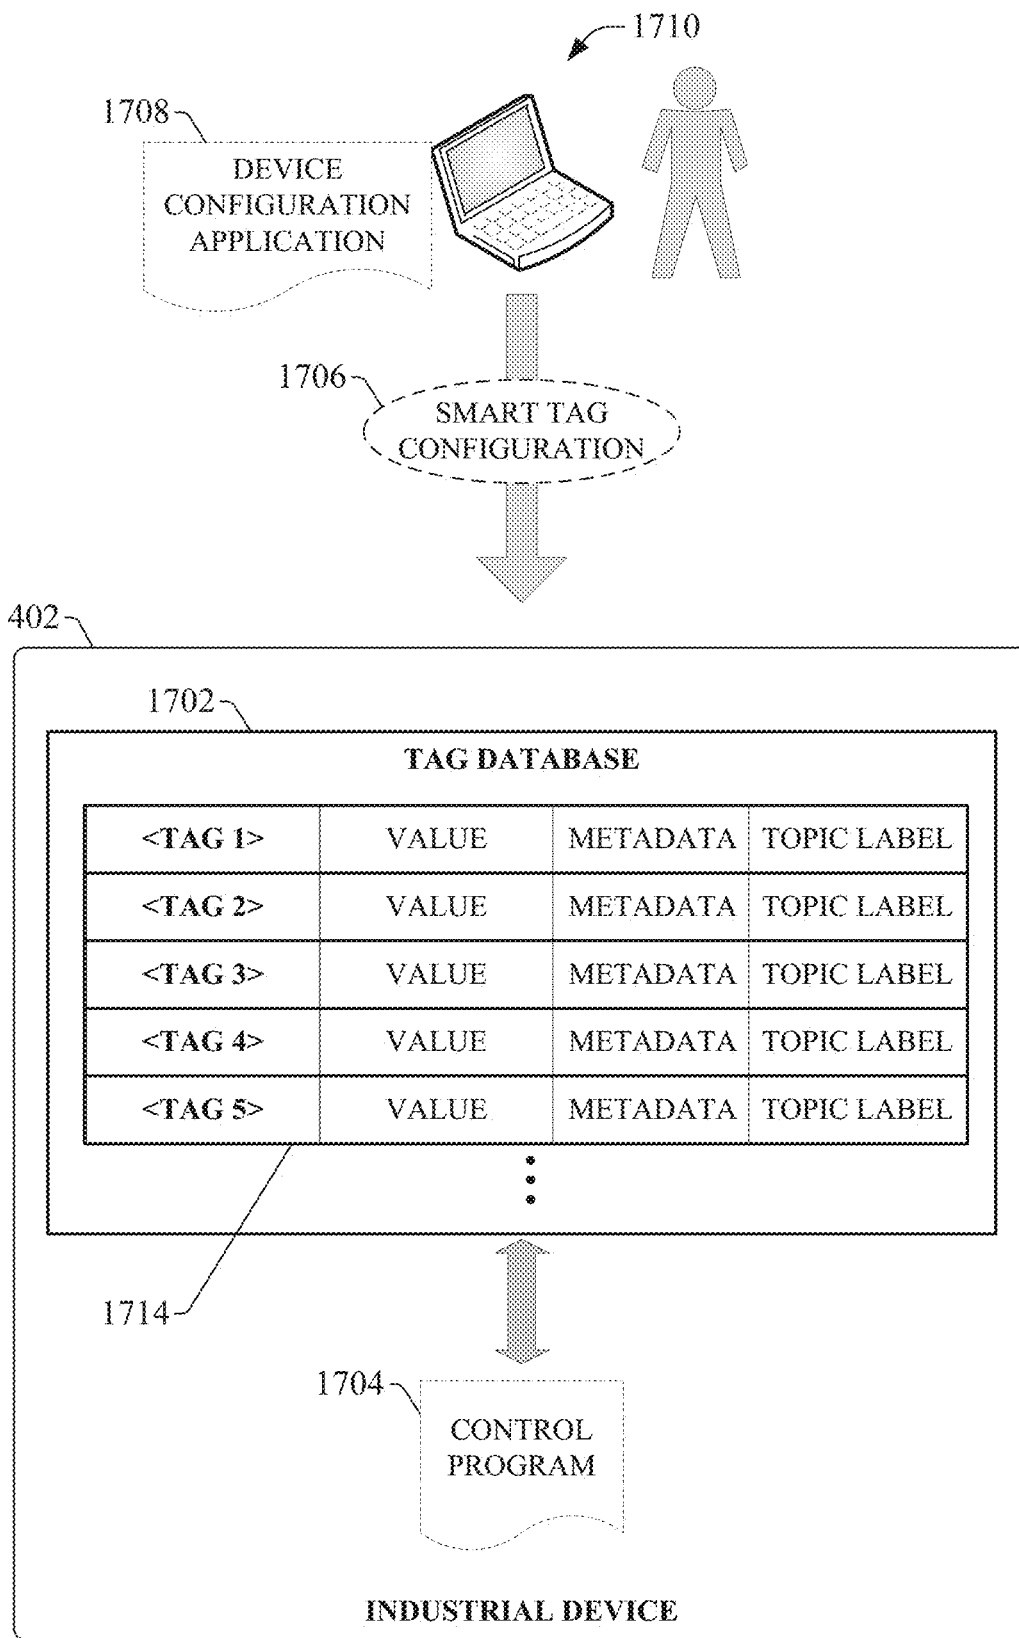 1710
1708
DEVICE
CONFIGURATION
APPLICATION
1706
SMART TAG
CONFIGURATION
402
1702
TAG DATABASE
<TAG 1> VALUE METADATA TOPIC LABEL
<TAG 2> VALUE METADATA TOPIC LABEL
<TAG 3> VALUE METADATA TOPIC LABEL
<TAG 4> VALUE METADATA TOPIC LABEL
<TAG 5> VALUE METADATA TOPIC LABEL
1714
1704
CONTROL
PROGRAM
INDUSTRIAL DEVICE